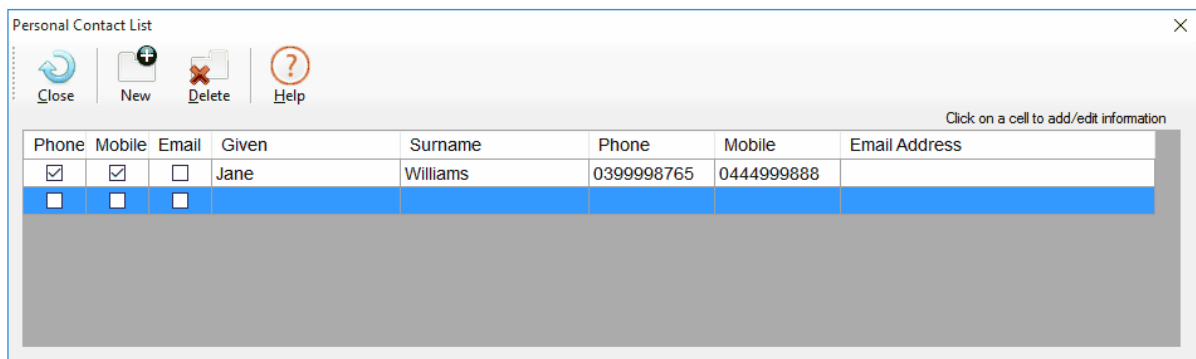 Personal Contact List
Close New Delete Help
Click on a cell to add/edit information
Phone Mobile Email Given Surname Phone Mobile Email Address
Jane Williams 0399998765 0444999888